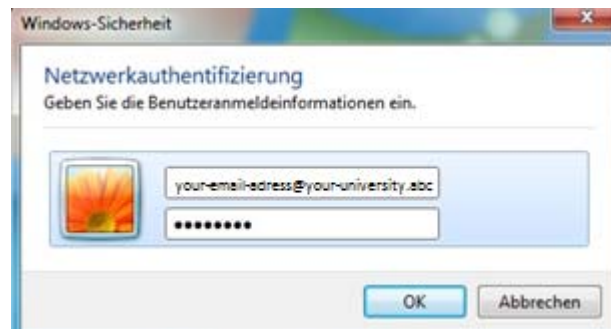 Windows-Sicherheit
Netzwerkauthentifizierung
Geben Sie die Benutzeranmeldeinformationen ein.
your-email-adress@your-university.abc
••••••••
OK
Abbrechen